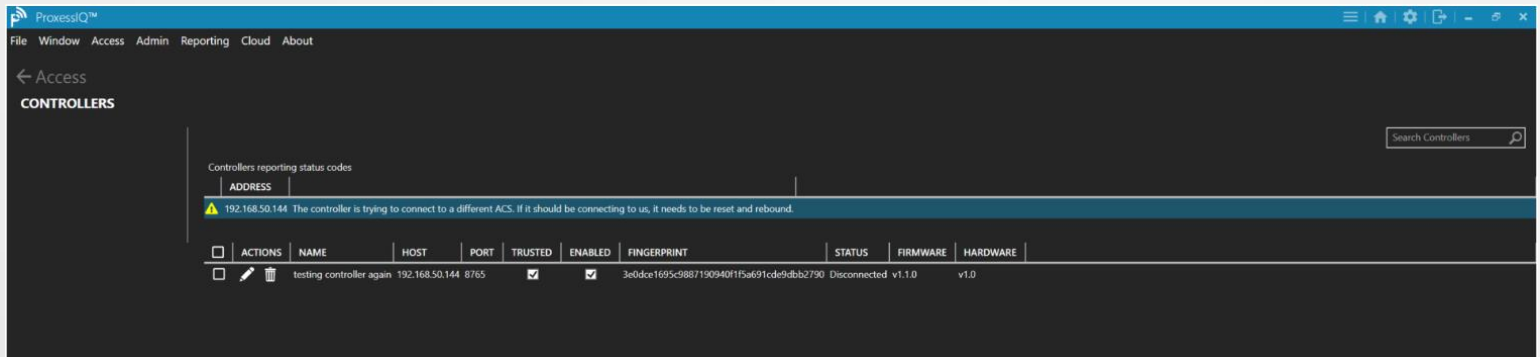 ProxessIQ™
File Window Access Admin Reporting Cloud About
Access
CONTROLLERS
Search Controllers
Controllers reporting status codes
ADDRESS
192.168.50.144 The controller is trying to connect to a different ACS. If it should be connecting to us, it needs to be reset and rebound.
ACTIONS NAME HOST PORT TRUSTED ENABLED FINGERPRINT STATUS FIRMWARE HARDWARE
testing controller again 192.168.50.144 8765 3e0dce1695c9887190940f1f5a691cde9dbb2790 Disconnected v1.1.0 v1.0